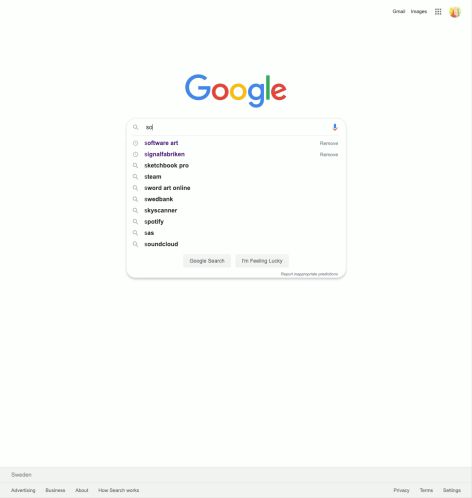 Gmail Images
Google
so
software art Remove
signalfabriken Remove
sketchbook pro
steam
sword art online
swedbank
skyscanner
spotify
sas
soundcloud
Google Search I'm Feeling Lucky
Report inappropriate predictions
Sweden
Advertising Business About How Search works Privacy Terms Settings